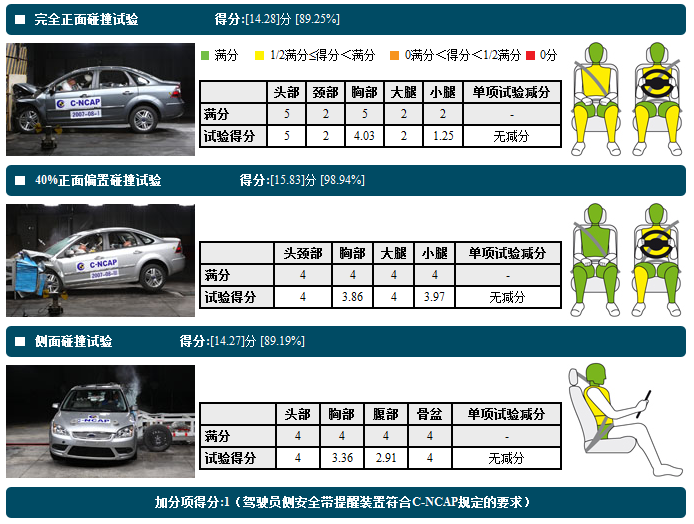 完全正面碰撞试验 得分:[14.28]分 [89.25%]
满分 1/2满分≤得分＜满分 0满分＜得分＜1/2满分 0分
C-NCAP
2007-08-I
头部 颈部 胸部 大腿 小腿 单项试验减分
满分 5 2 5 2 2 -
试验得分 5 2 4.03 2 1.25 无减分
40%正面偏置碰撞试验 得分:[15.83]分 [98.94%]
C-NCAP
2007-08-II
头颈部 胸部 大腿 小腿 单项试验减分
满分 4 4 4 4 -
试验得分 4 3.86 4 3.97 无减分
侧面碰撞试验 得分:[14.27]分 [89.19%]
C-NCAP
头部 胸部 腹部 骨盆 单项试验减分
满分 4 4 4 4 -
试验得分 4 3.36 2.91 4 无减分
加分项得分:1（驾驶员侧安全带提醒装置符合C-NCAP规定的要求）